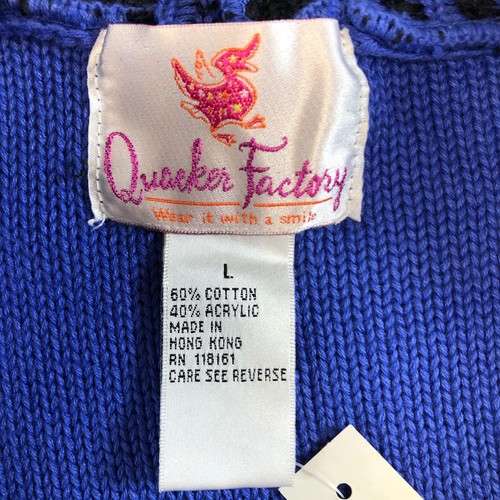 Quacker Factory
Wear it with a smile
L
60% COTTON
40% ACRYLIC
MADE IN
HONG KONG
RN 118161
CARE SEE REVERSE